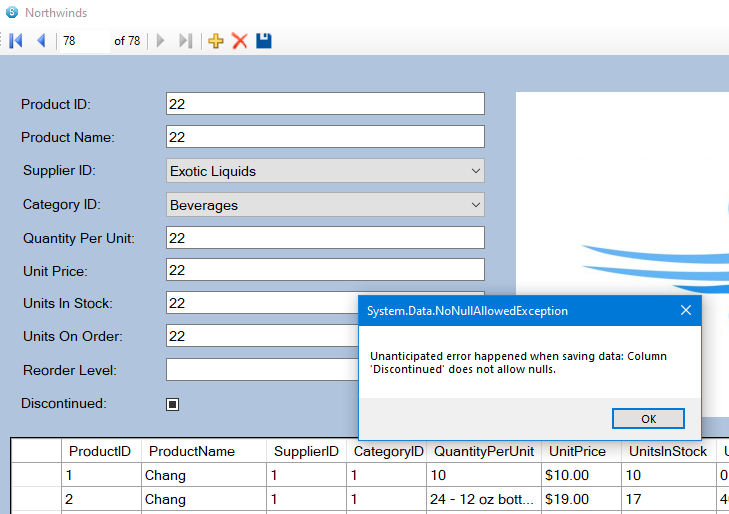 S Northwinds
78 of 78
Product ID: 22
Product Name: 22
Supplier ID: Exotic Liquids
Category ID: Beverages
Quantity Per Unit: 22
Unit Price: 22
Units In Stock: 22
Units On Order: 22
Reorder Level:
Discontinued:
System.Data.NoNullAllowedException
Unanticipated error happened when saving data: Column
'Discontinued' does not allow nulls.
OK
ProductID ProductName SupplierID CategoryID QuantityPerUnit UnitPrice UnitsInStock U
1 Chang 1 1 10 $10.00 10 0
2 Chang 1 1 24 - 12 oz bott... $19.00 17 4